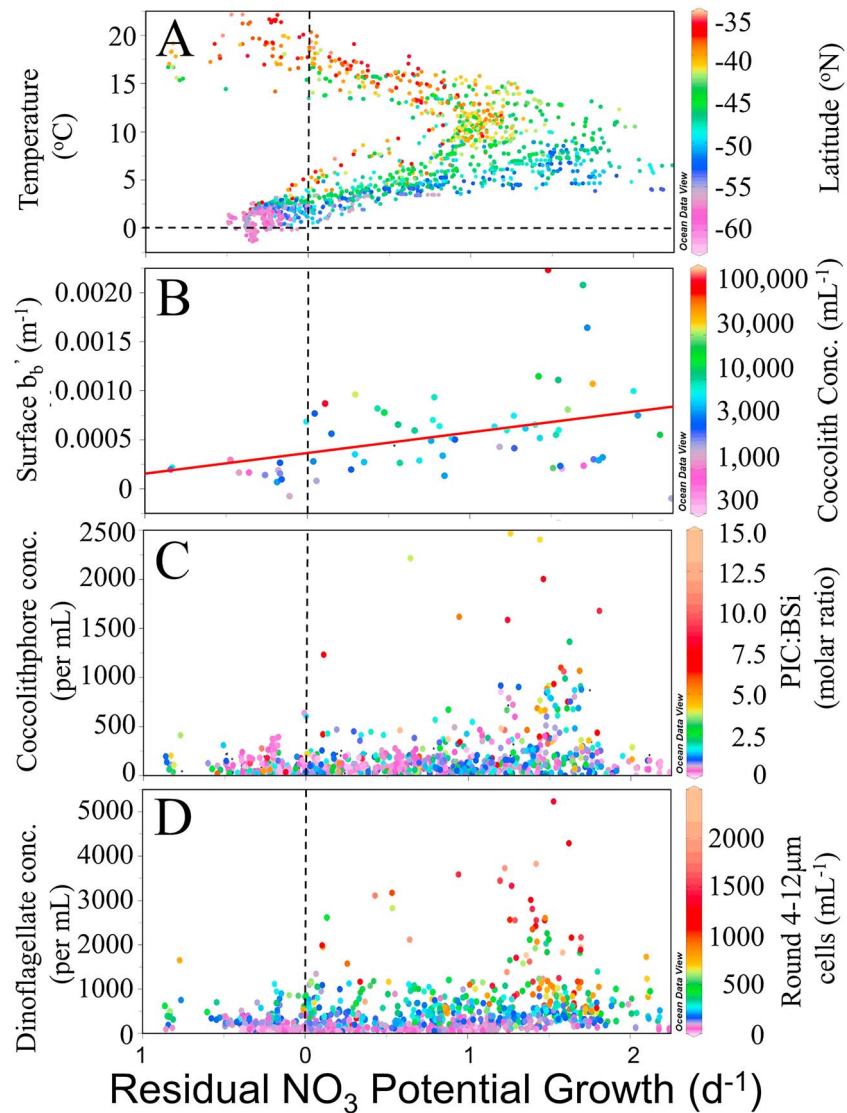 A
20
15
10
5
0
Temperature
(°C)
-35
-40
-45
-50
-55
-60
Latitude (°N)
Ocean Data View
B
0.0020
0.0015
0.0010
0.0005
0
Surface b_b' (m⁻¹)
100,000
30,000
10,000
3,000
1,000
300
Coccolith Conc. (mL⁻¹)
Ocean Data View
C
2500
2000
1500
1000
500
0
Coccolithphore conc.
(per mL)
15.0
12.5
10.0
7.5
5.0
2.5
0
PIC:BSi
(molar ratio)
Ocean Data View
D
5000
4000
3000
2000
1000
0
Dinoflagellate conc.
(per mL)
2000
1500
1000
500
0
Round 4-12µm
cells (mL⁻¹)
Ocean Data View
1 0 1 2
Residual NO₃ Potential Growth (d⁻¹)